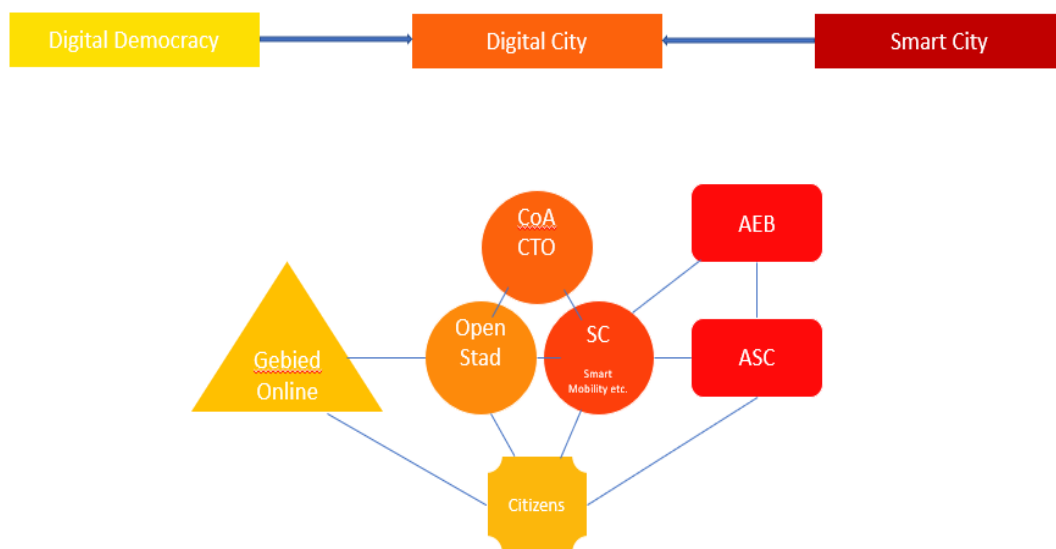 Digital Democracy
Digital City
Smart City
CoA
CTO
AEB
Open
Stad
SC
Smart
Mobility etc.
ASC
Gebied
Online
Citizens